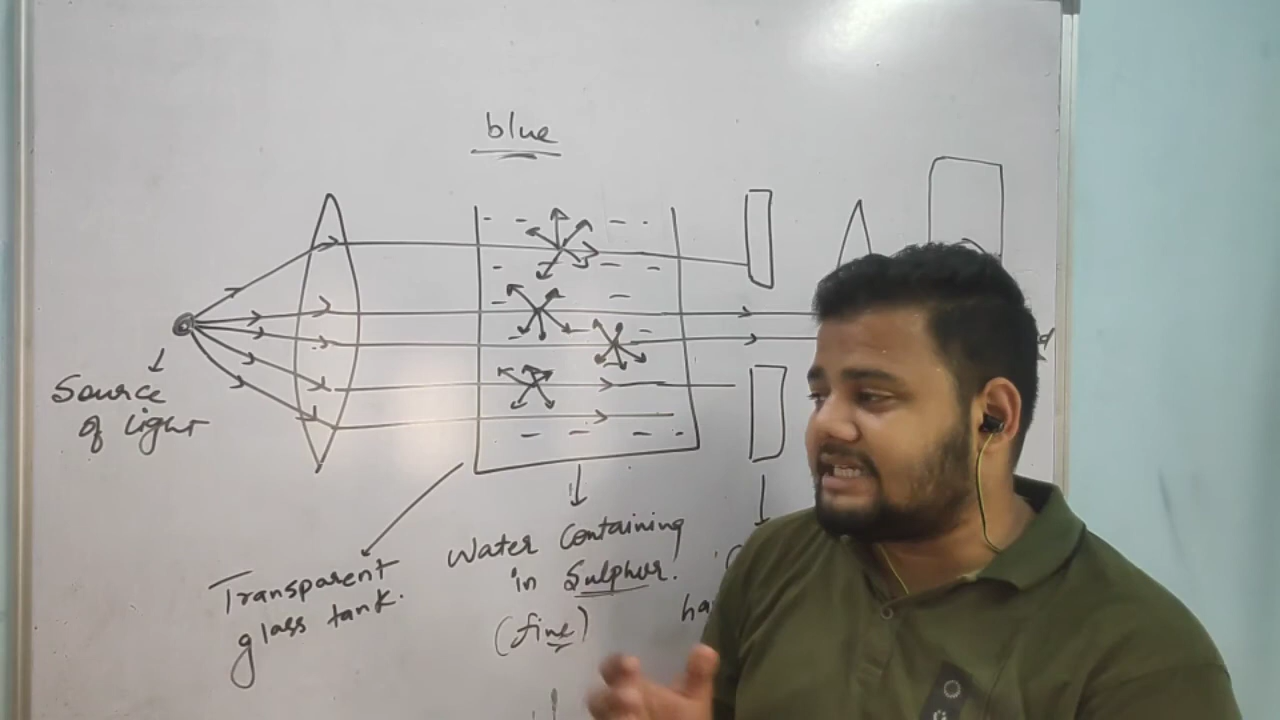 blue
Source
of light
Transparent
glass tank.
Water Containing
in Sulphur.
(fine)